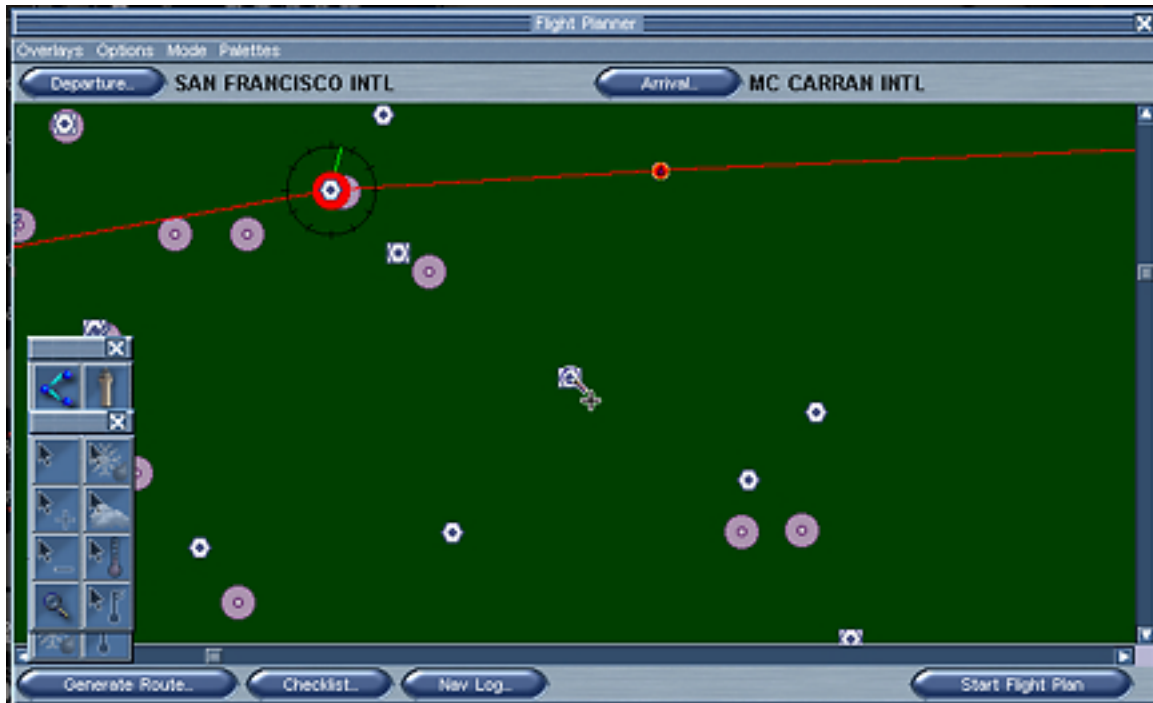 Flight Planner
Overlays Options Mode Palettes
Departure... SAN FRANCISCO INTL Arrival... MC CARRAN INTL
Generate Route... Checklist... Nav Log... Start Flight Plan